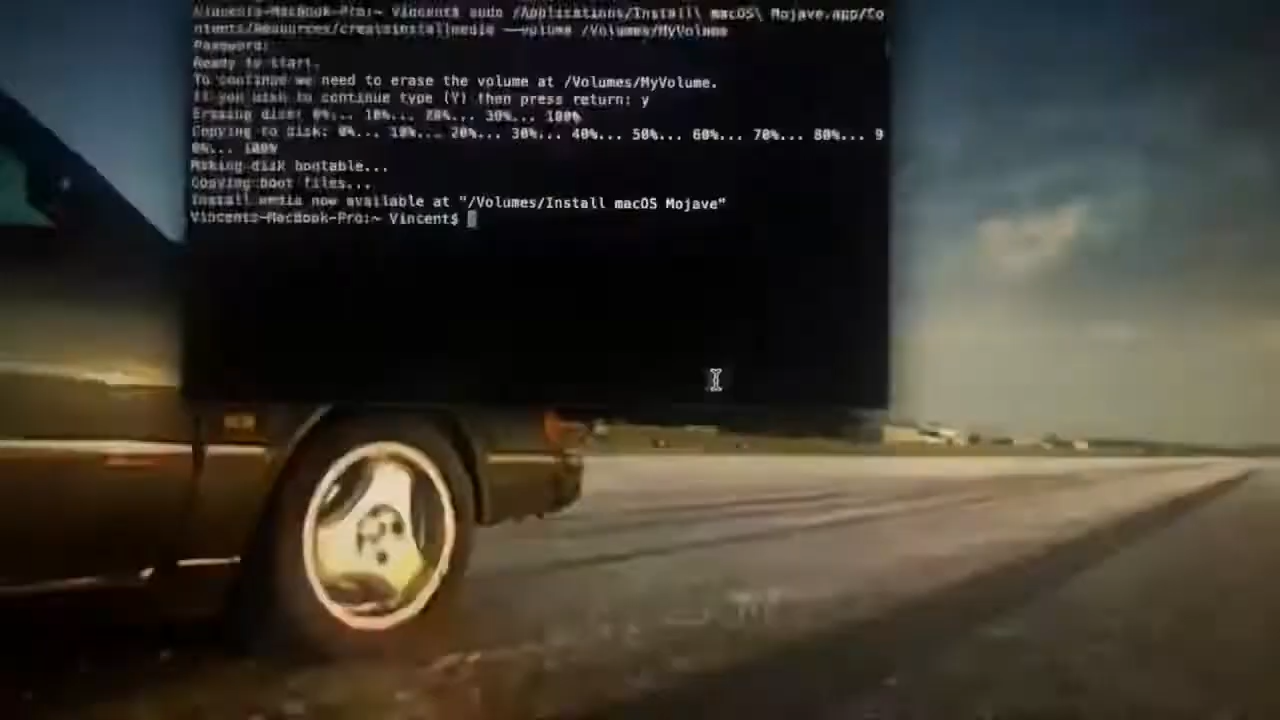 Vincents-MacBook-Pro:~ Vincent$ sudo /Applications/Install\ macOS\ Mojave.app/Co
ntents/Resources/createinstallmedia --volume /Volumes/MyVolume
Password:
Ready to start.
To continue we need to erase the volume at /Volumes/MyVolume.
If you wish to continue type (Y) then press return: y
Erasing disk: 0%... 10%... 20%... 30%... 100%
Copying to disk: 0%... 10%... 20%... 30%... 40%... 50%... 60%... 70%... 80%... 9
0%... 100%
Making disk bootable...
Copying boot files...
Install media now available at "/Volumes/Install macOS Mojave"
Vincents-MacBook-Pro:~ Vincent$